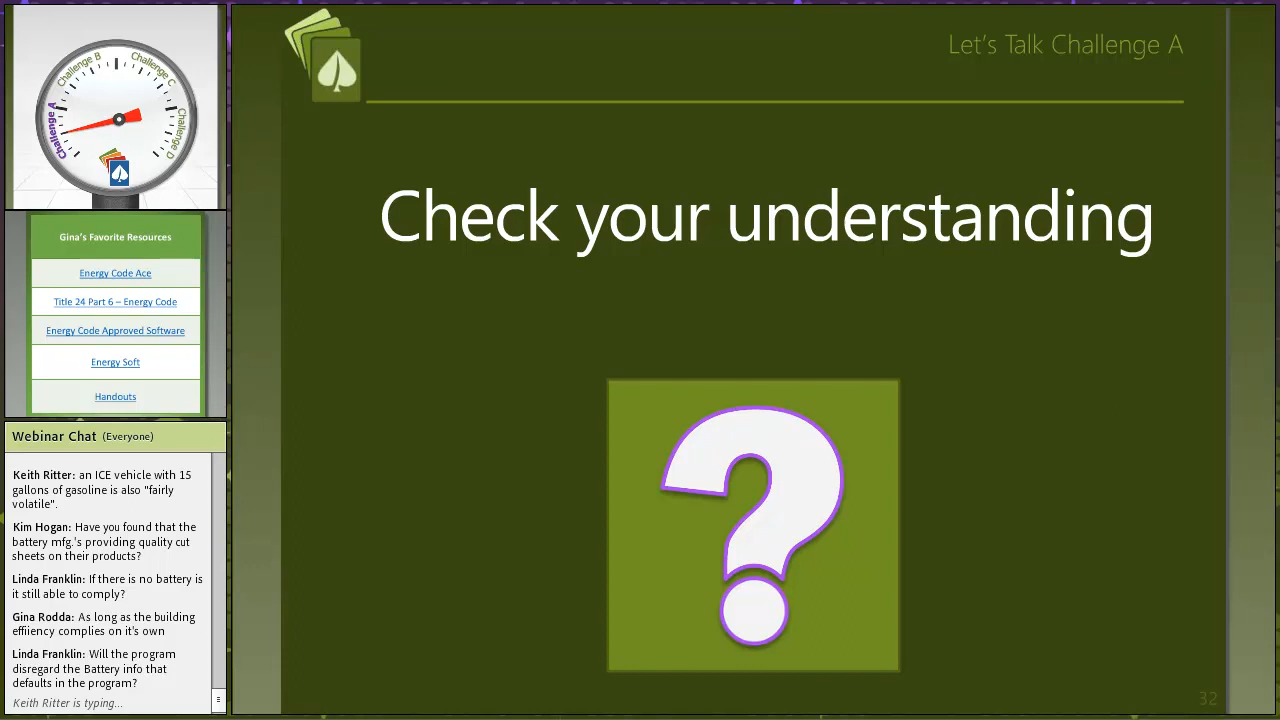 Challenge A
Challenge B
Challenge C
Challenge D
Gina's Favorite Resources
Energy Code Ace
Title 24 Part 6 – Energy Code
Energy Code Approved Software
Energy Soft
Handouts
Webinar Chat (Everyone)
Keith Ritter: an ICE vehicle with 15
gallons of gasoline is also "fairly
volatile".
Kim Hogan: Have you found that the
battery mfg.'s providing quality cut
sheets on their products?
Linda Franklin: If there is no battery is
it still able to comply?
Gina Rodda: As long as the building
effiiency complies on it's own
Linda Franklin: Will the program
disregard the Battery info that
defaults in the program?
Keith Ritter is typing...
Let's Talk Challenge A
Check your understanding
?
32